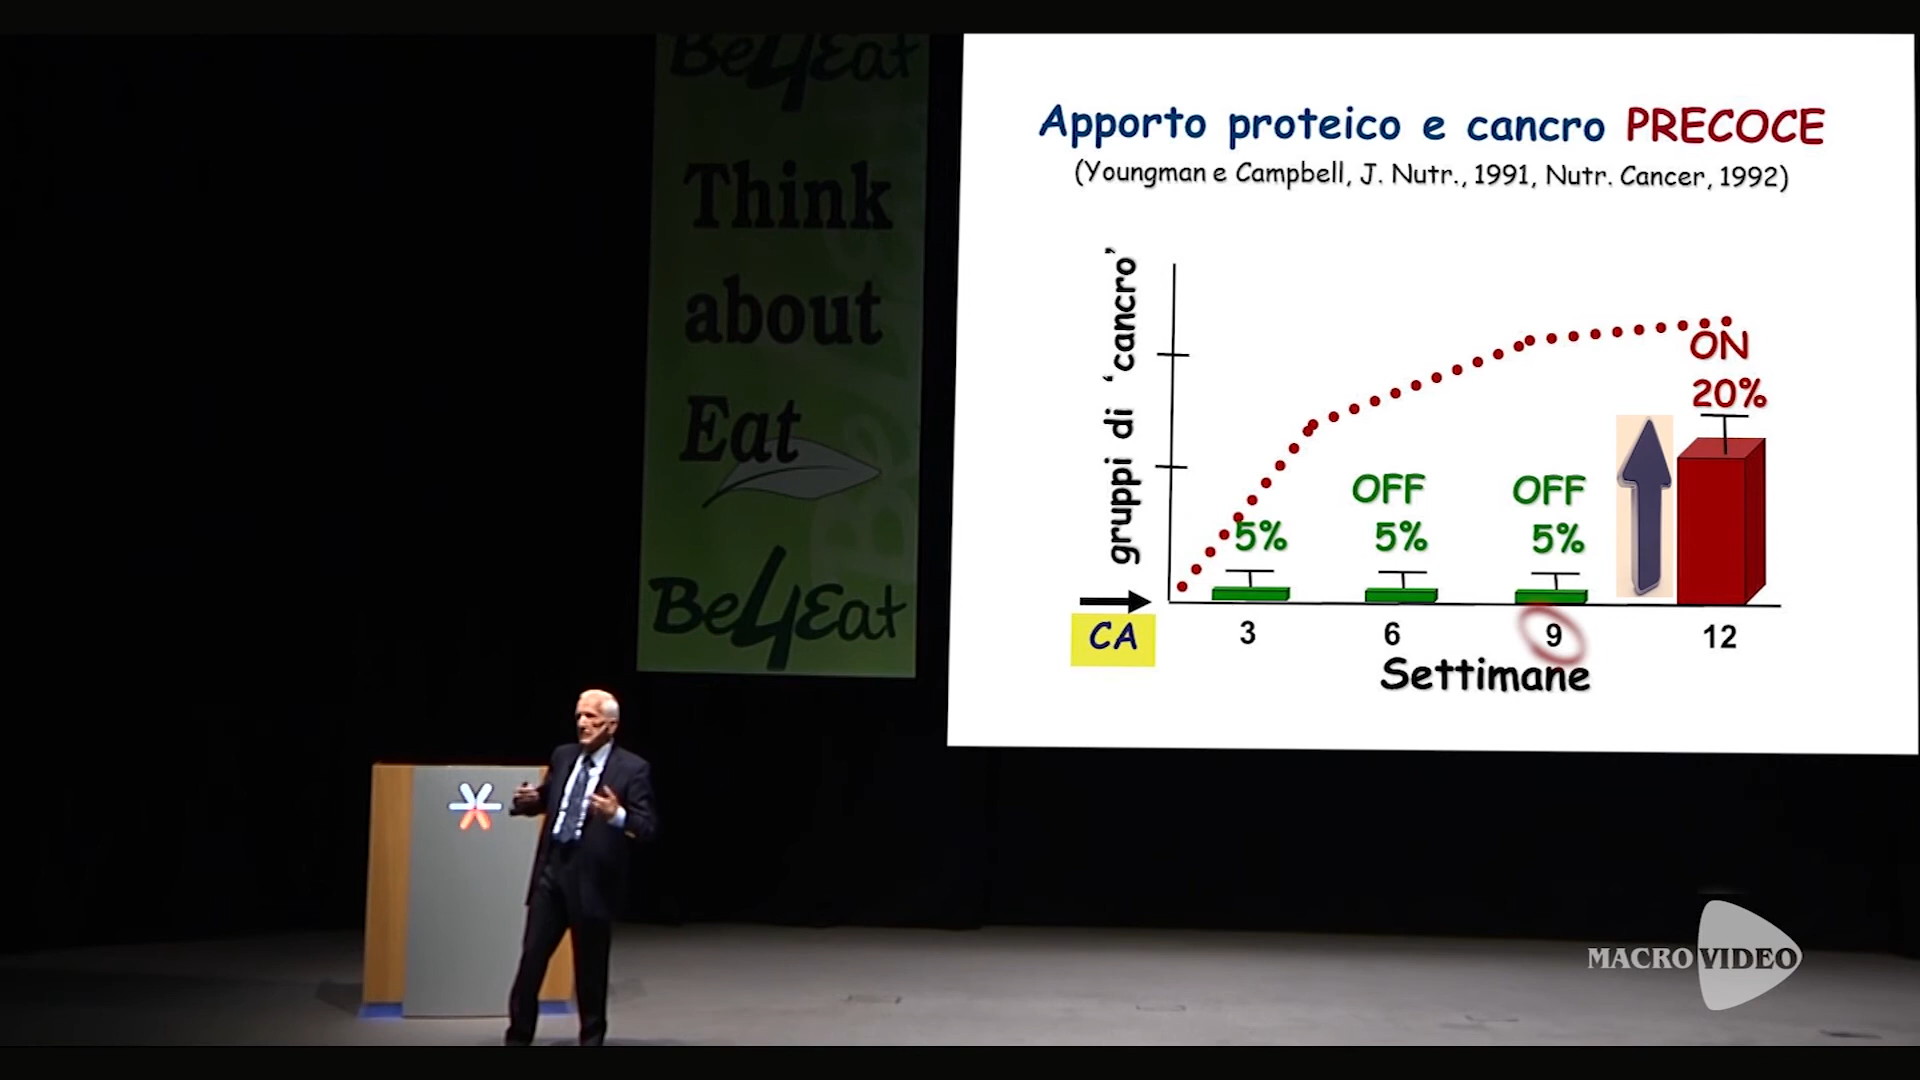 Be4Eat
Think
about
Eat
Be4Eat
Apporto proteico e cancro PRECOCE
(Youngman e Campbell, J. Nutr., 1991, Nutr. Cancer, 1992)
gruppi di ‘cancro’
5%
OFF
5%
OFF
5%
ON
20%
CA
3 6 9 12
Settimane
MACRO VIDEO